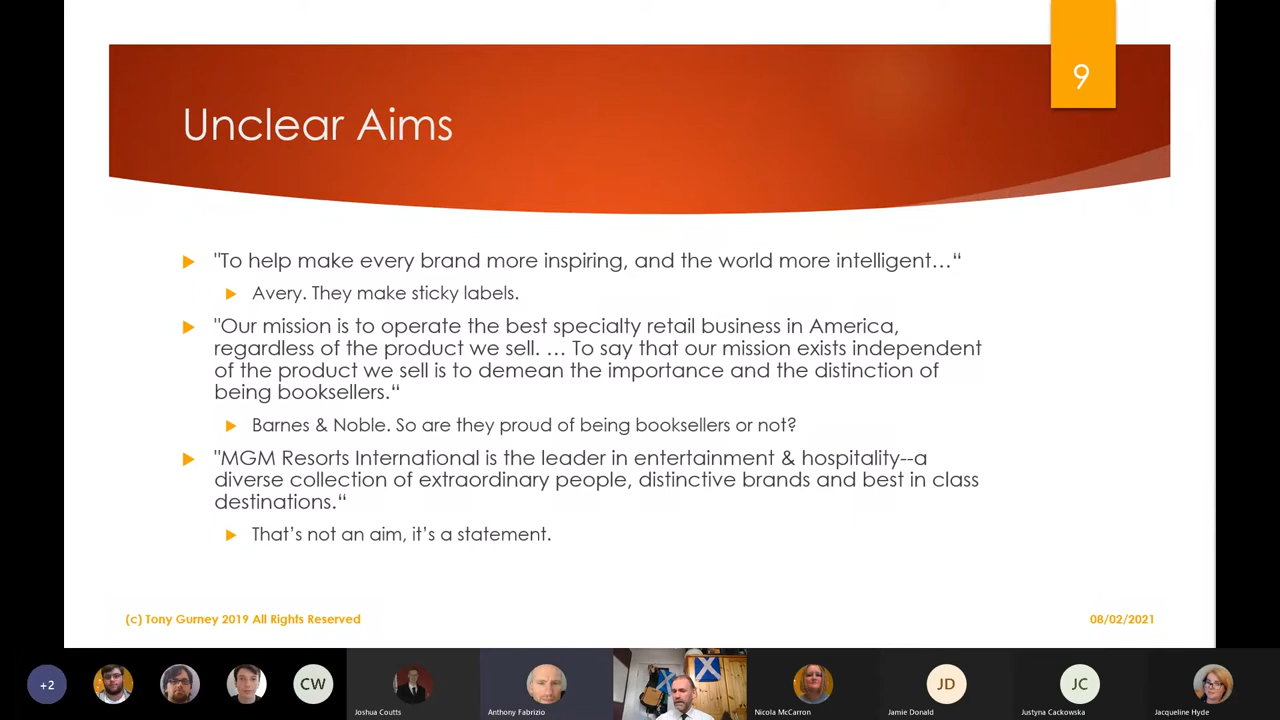 9
Unclear Aims
"To help make every brand more inspiring, and the world more intelligent…“
Avery. They make sticky labels.
"Our mission is to operate the best specialty retail business in America,
regardless of the product we sell. … To say that our mission exists independent
of the product we sell is to demean the importance and the distinction of
being booksellers.“
Barnes & Noble. So are they proud of being booksellers or not?
"MGM Resorts International is the leader in entertainment & hospitality--a
diverse collection of extraordinary people, distinctive brands and best in class
destinations.“
That’s not an aim, it’s a statement.
(c) Tony Gurney 2019 All Rights Reserved
08/02/2021
+2
CW
Joshua Coutts
Anthony Fabrizio
Nicola McCarron
JD
Jamie Donald
JC
Justyna Cackowska
Jacqueline Hyde